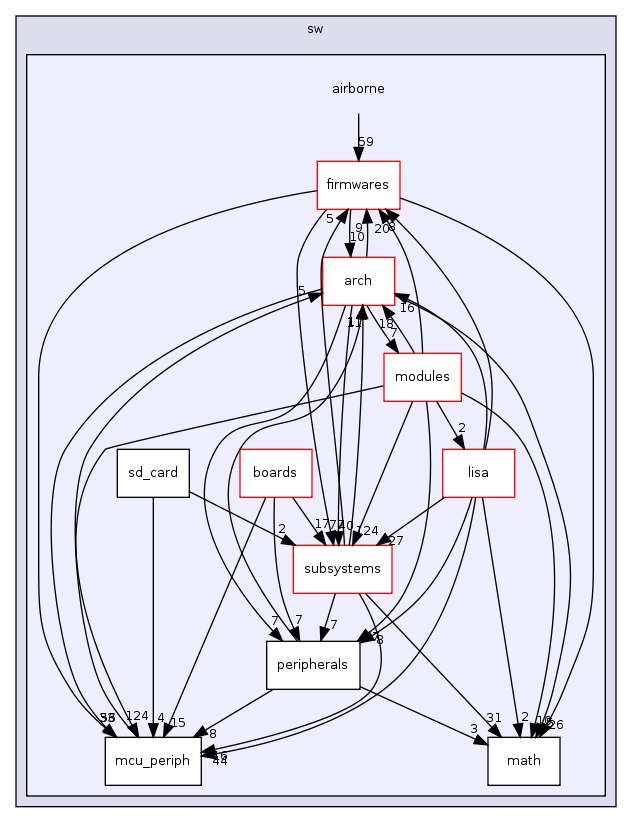 sw
airborne
59
firmwares
5
9
10
20
8
arch
5
16
18
7
modules
2
sd_card
boards
lisa
2
17
124
27
subsystems
7
7
7
8
peripherals
124
4
15
8
44
31
3
2
26
mcu_periph
math